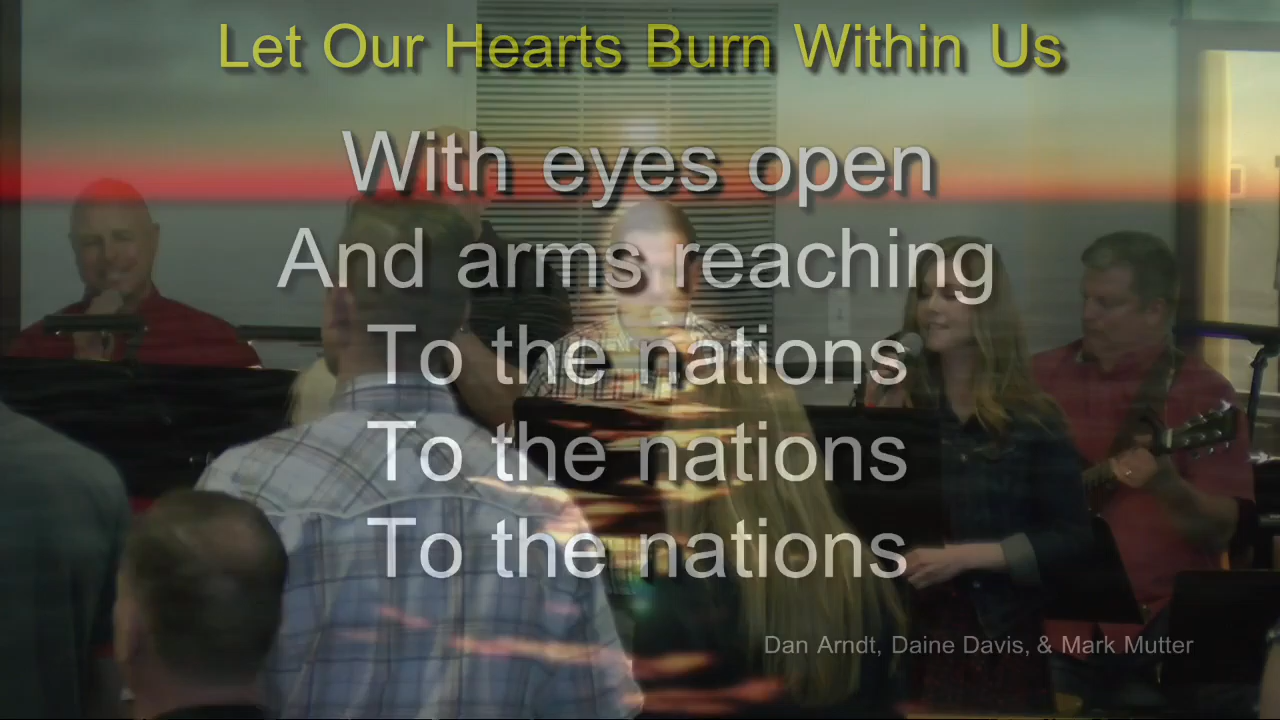 Let Our Hearts Burn Within Us
With eyes open
And arms reaching
To the nations
To the nations
To the nations
Dan Arndt, Daine Davis, & Mark Mutter